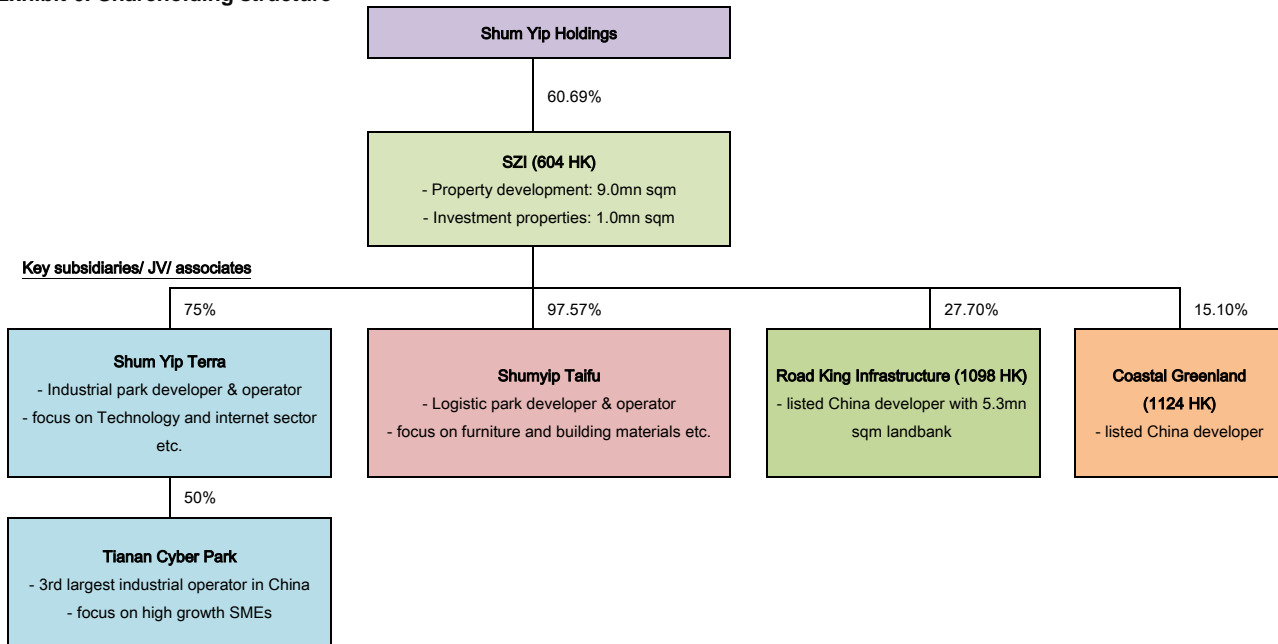 Shum Yip Holdings
60.69%
SZI (604 HK)
- Property development: 9.0mn sqm
- Investment properties: 1.0mn sqm
Key subsidiaries/ JV/ associates
75%
97.57%
27.70%
15.10%
Shum Yip Terra
- Industrial park developer & operator
- focus on Technology and internet sector
etc.
Shumyip Taifu
- Logistic park developer & operator
- focus on furniture and building materials etc.
Road King Infrastructure (1098 HK)
- listed China developer with 5.3mn
sqm landbank
Coastal Greenland
(1124 HK)
- listed China developer
50%
Tianan Cyber Park
- 3rd largest industrial operator in China
- focus on high growth SMEs